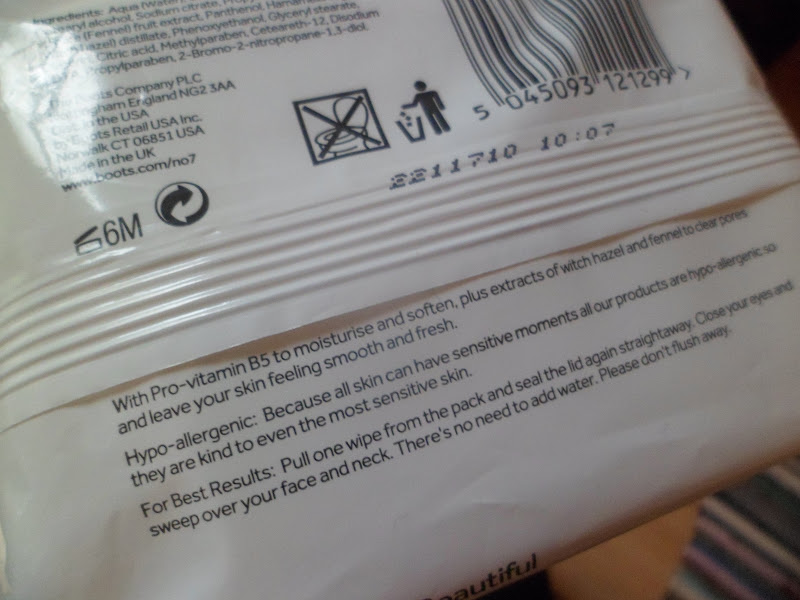 Ingredients: Aqua (Water
alcohol, Sodium citrate,
(Fennel) fruit extract, Panthenol,
distillate, Phenoxyethanol, Glyceryl stearate,
Citric acid, Methylparaben, Ceteareth-12, Disodium
2-Bromo-2-nitropropane-1,3-diol.
Company PLC
England NG2 3AA
the USA
Boots Retail USA Inc.
Norwalk CT 06851 USA
Made in the UK
www.boots.com/no7
5 045093 121299 >
2211710 10:07
6M
With Pro-vitamin B5 to moisturise and soften, plus extracts of witch hazel and fennel to clear pores
and leave your skin feeling smooth and fresh.
Hypo-allergenic: Because all skin can have sensitive moments all our products are hypo-allergenic so
they are kind to even the most sensitive skin.
For Best Results: Pull one wipe from the pack and seal the lid again straightaway. Close your eyes and
sweep over your face and neck. There's no need to add water. Please don't flush away.